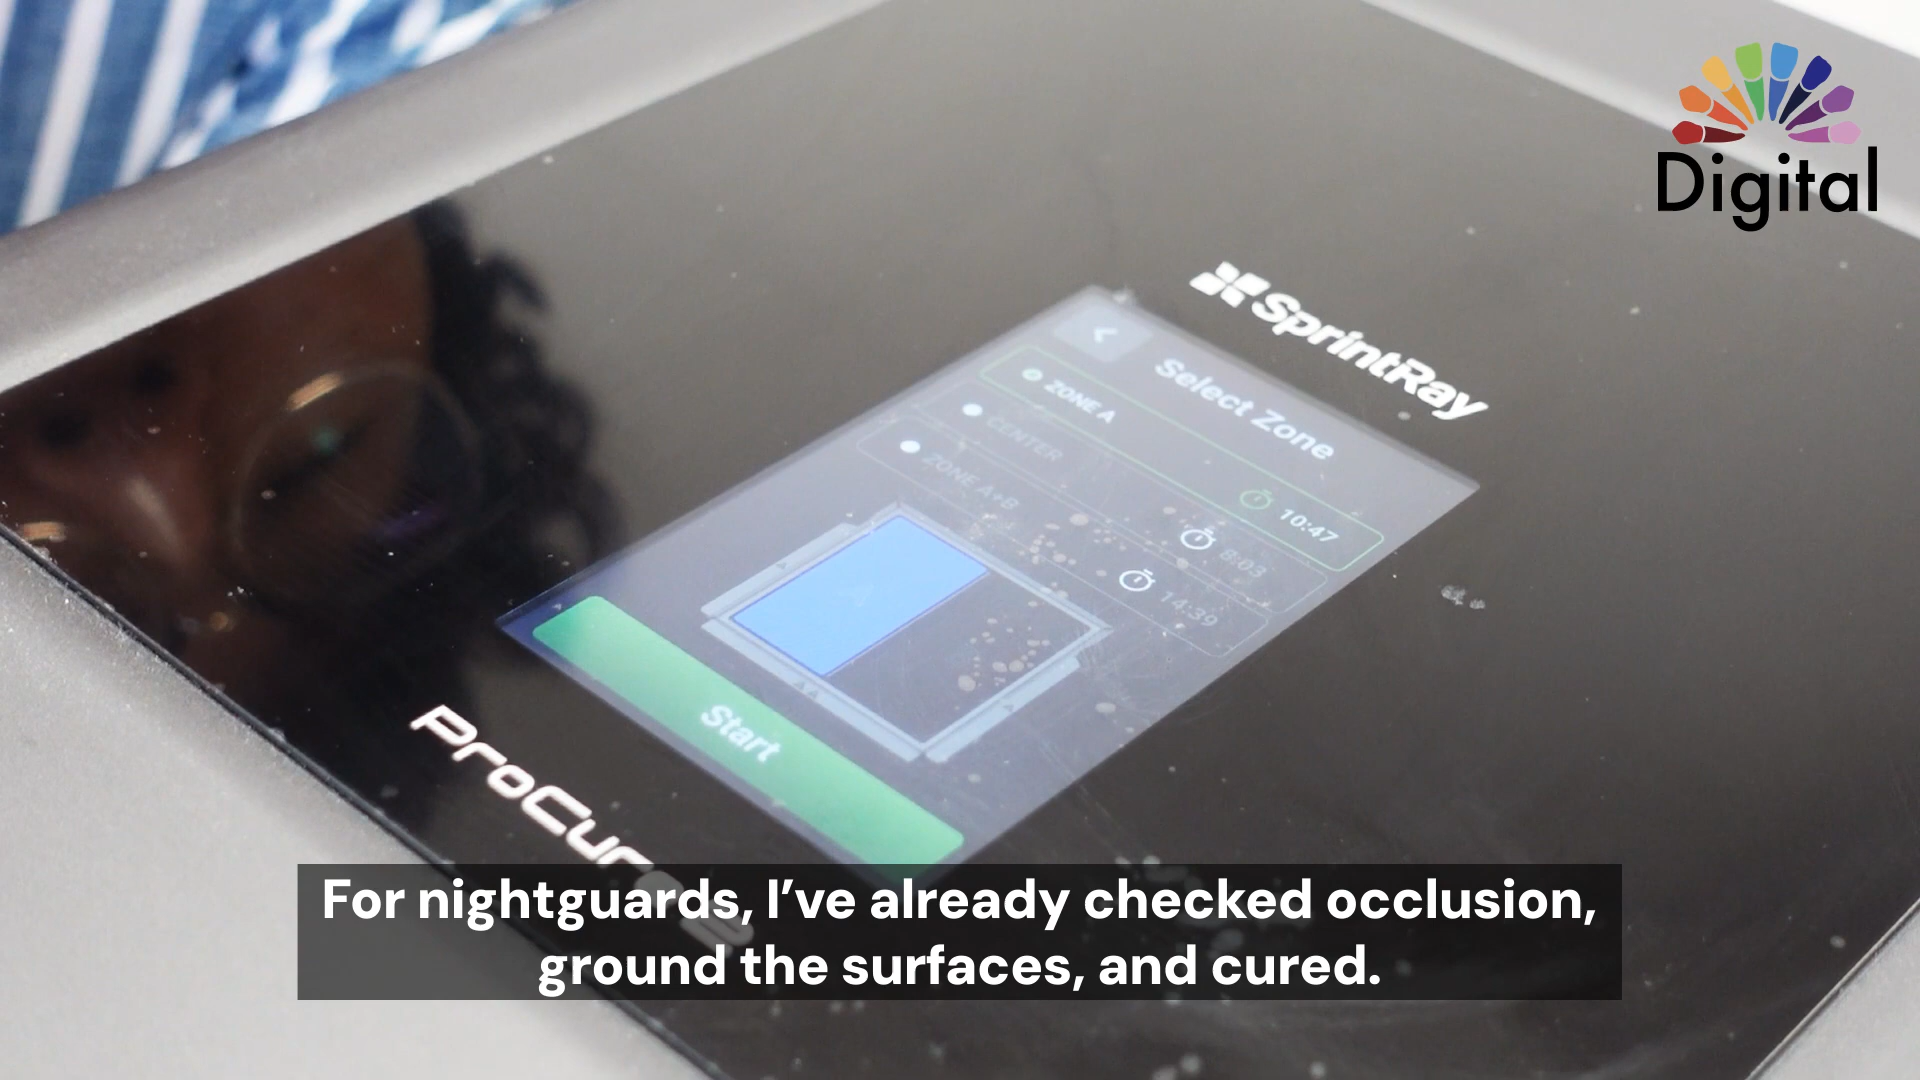 Digital
SprintRay
Select Zone
ZONE A
10:47
CENTER
8:03
ZONE A+B
14:39
A
Start
ProCure
For nightguards, I’ve already checked occlusion,
ground the surfaces, and cured.